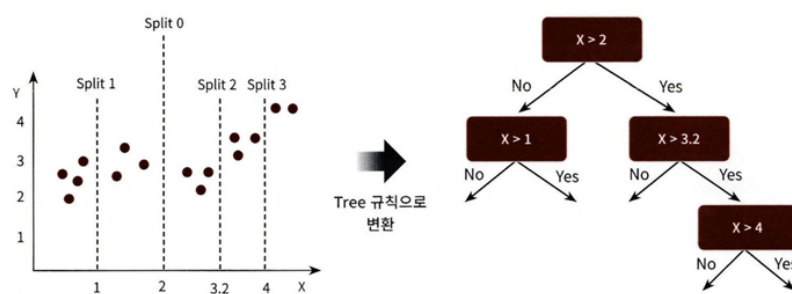 Split 0
Split 1
Split 2
Split 3
Y
4
3
2
1
1
2
3.2
4
X
Tree 규칙으로
변환
X > 2
No
Yes
X > 1
X > 3.2
No
Yes
No
Yes
X > 4
No
Yes